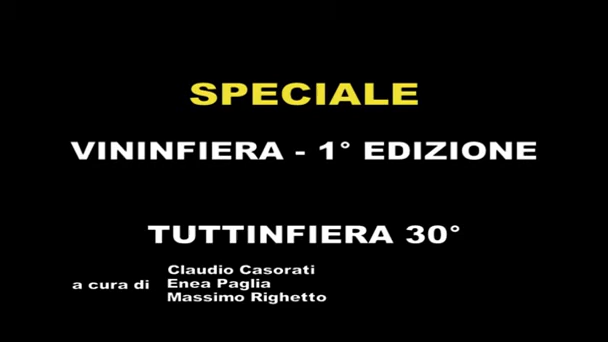 SPECIALE
VININFIERA - 1° EDIZIONE
TUTTINFIERA 30°
a cura di
Claudio Casorati
Enea Paglia
Massimo Righetto